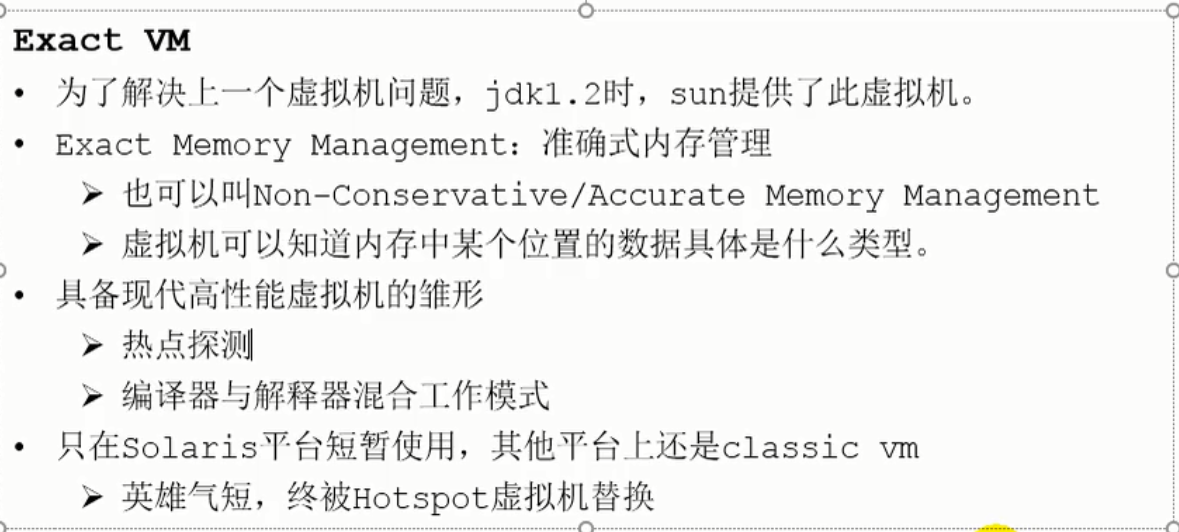 Exact VM
• 为了解决上一个虚拟机问题，jdk1.2时，sun提供了此虚拟机。
• Exact Memory Management：准确式内存管理
➢ 也可以叫Non-Conservative/Accurate Memory Management
➢ 虚拟机可以知道内存中某个位置的数据具体是什么类型。
• 具备现代高性能虚拟机的雏形
➢ 热点探测
➢ 编译器与解释器混合工作模式
• 只在Solaris平台短暂使用，其他平台上还是classic vm
➢ 英雄气短，终被Hotspot虚拟机替换